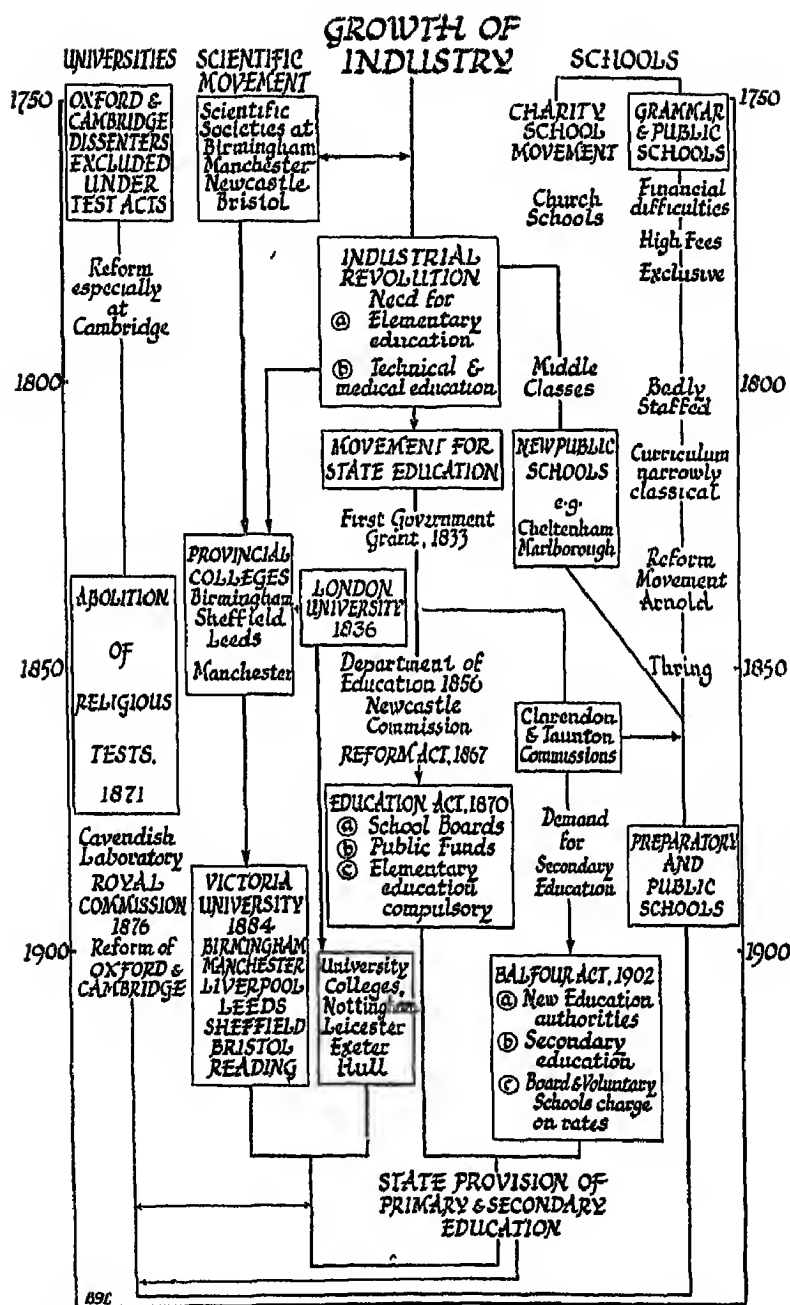 GROWTH OF
INDUSTRY
UNIVERSITIES
SCIENTIFIC
MOVEMENT
SCHOOLS
1750
1750
OXFORD &
CAMBRIDGE
DISSENTERS
EXCLUDED
UNDER
TEST ACTS
Scientific
Societies at
Birmingham
Manchester
Newcastle
Bristol
CHARITY
SCHOOL
MOVEMENT
GRAMMAR
& PUBLIC
SCHOOLS
Church
Schools
Financial
difficulties
High Fees
Exclusive
Reform
especially
at
Cambridge
INDUSTRIAL
REVOLUTION
Need for
ⓐ Elementary
education
ⓑ Technical &
medical education
Middle
Classes
1800
1800
Badly
Staffed
MOVEMENT FOR
STATE EDUCATION
NEW PUBLIC
SCHOOLS
e.g.
Cheltenham
Marlborough
Curriculum
narrowly
classical
First Government
Grant, 1833
PROVINCIAL
COLLEGES
Birmingham
Sheffield
Leeds
Manchester
LONDON
UNIVERSITY
1836
Reform
Movement
Arnold
ABOLITION
OF
RELIGIOUS
TESTS.
1871
1850
1850
Department of
Education 1856
Newcastle
Commission
REFORM ACT, 1867
Thring
Clarendon
& Taunton
Commissions
EDUCATION ACT, 1870
ⓐ School Boards
ⓑ Public Funds
ⓒ Elementary
education
compulsory
Demand
for
Secondary
Education
PREPARATORY
AND
PUBLIC
SCHOOLS
Cavendish
Laboratory
ROYAL
COMMISSION
1876
Reform of
OXFORD &
CAMBRIDGE
VICTORIA
UNIVERSITY
1884
BIRMINGHAM
MANCHESTER
LIVERPOOL
LEEDS
SHEFFIELD
BRISTOL
READING
1900
1900
University
Colleges,
Nottingham
Leicester
Exeter
Hull
BALFOUR ACT, 1902
ⓐ New Education
authorities
ⓑ Secondary
education
ⓒ Board & Voluntary
Schools charge
on rates
STATE PROVISION OF
PRIMARY & SECONDARY
EDUCATION